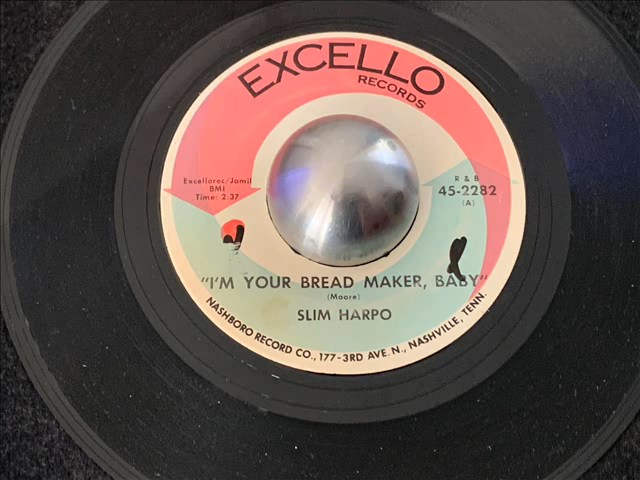 EXCELLO
RECORDS
Excellorec/Jamil
BMI
Time: 2:37
R & B
45-2282
(A)
"I'M YOUR BREAD MAKER, BABY"
(Moore)
SLIM HARPO
NASHBORO RECORD CO., 177-3RD AVE. N., NASHVILLE, TENN.